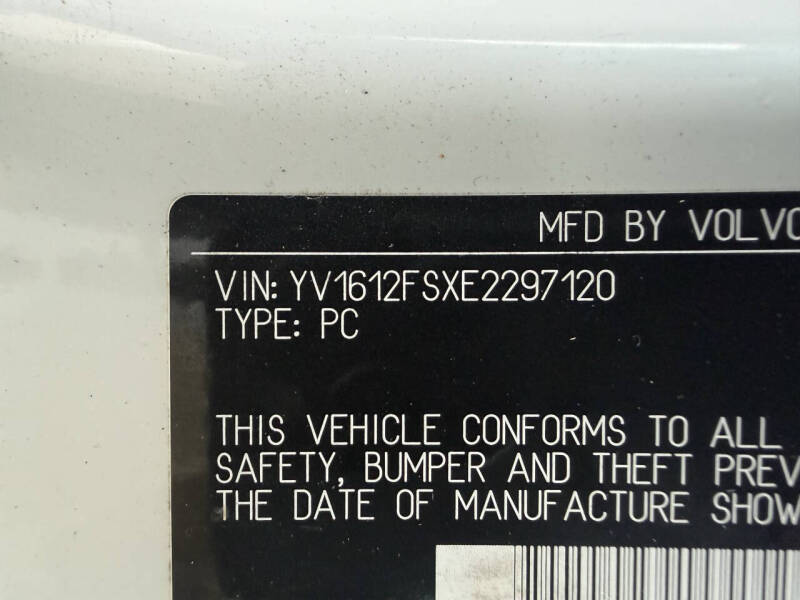 MFD BY VOLVO
VIN: YV1612FSXE2297120
TYPE: PC
THIS VEHICLE CONFORMS TO ALL
SAFETY, BUMPER AND THEFT PREV
THE DATE OF MANUFACTURE SHOW